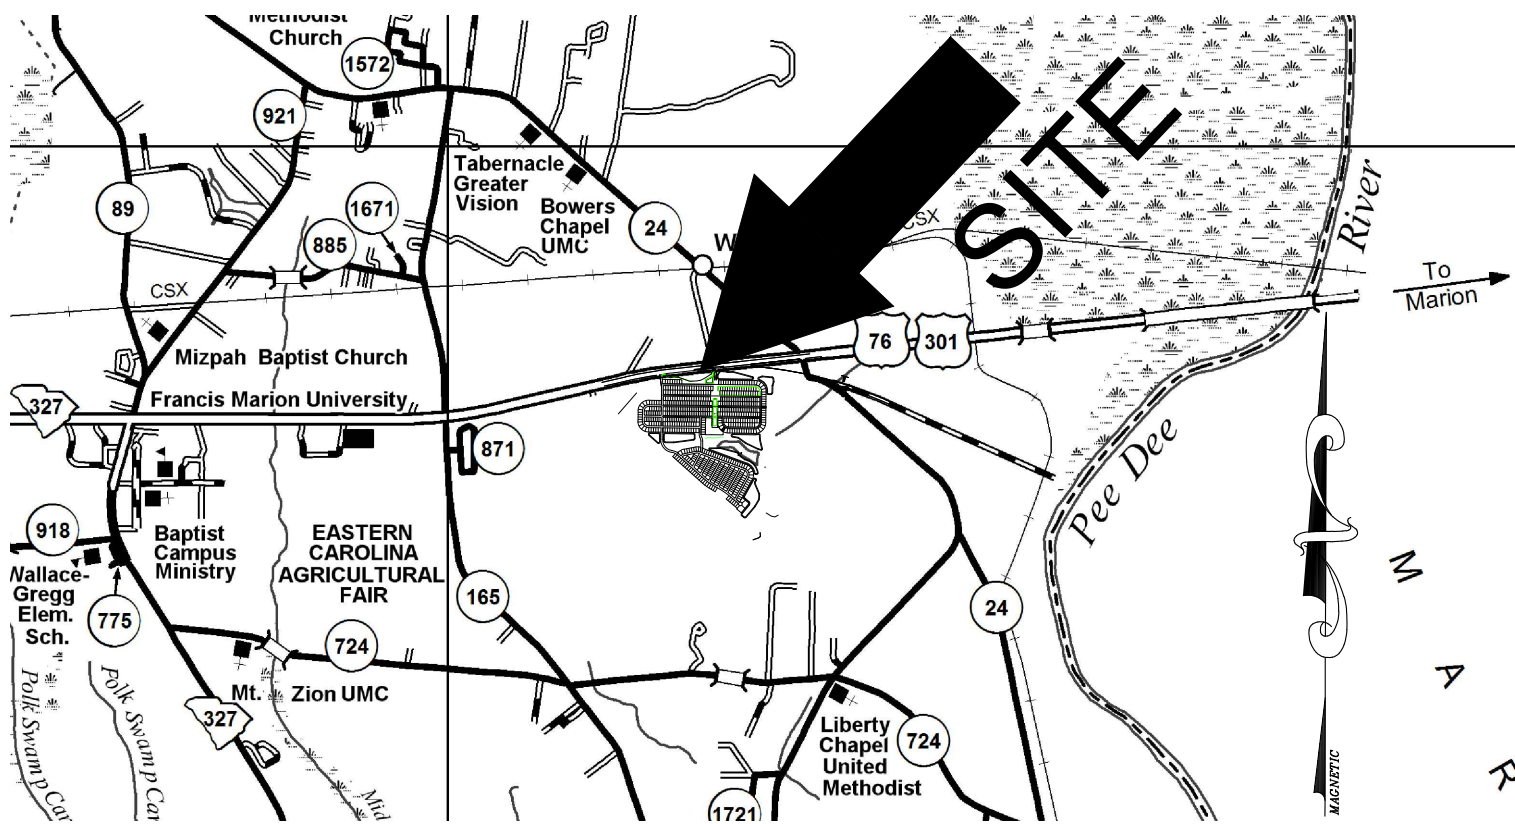 Methodist
Church
1572
921
89
1671
885
Tabernacle
Greater
Vision
Bowers
Chapel
UMC
24
W
CSX
SITE
River
To
Marion
CSX
76
301
Mizpah Baptist Church
327
Francis Marion University
871
918
Baptist
Campus
Ministry
EASTERN
CAROLINA
AGRICULTURAL
FAIR
Wallace-
Gregg
Elem.
Sch.
775
165
24
Pee Dee
724
Mt. Zion UMC
327
Polk Swamp Can
Polk Swamp Can
Mid
Liberty
Chapel
United
Methodist
724
1721
MAGNETIC
M A R